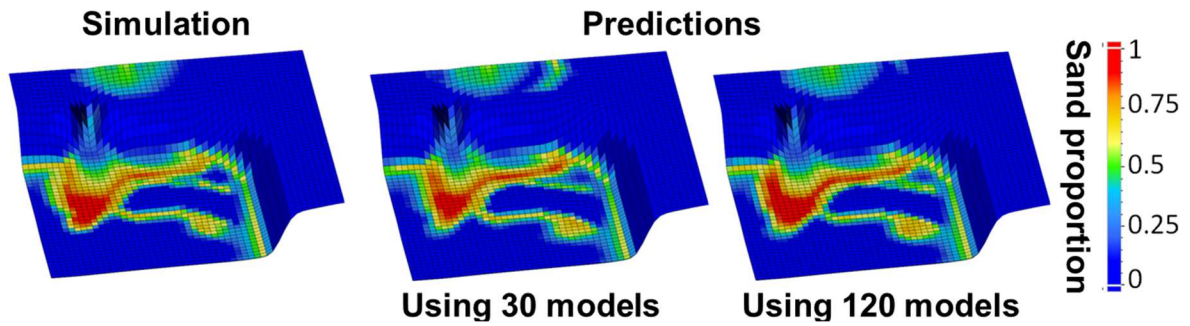 Simulation
Predictions
Using 30 models
Using 120 models
Sand proportion
1
0.75
0.5
0.25
0